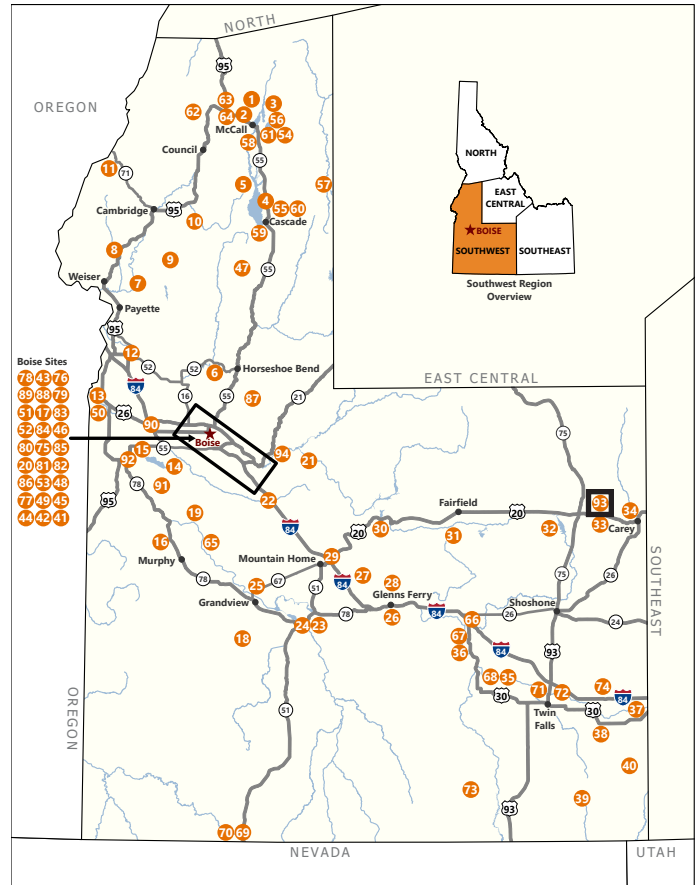 NORTH
95
OREGON
63
1
3
62
64
2
56
McCall
61 54
58
Council
55
11
71
5
57
4
55 60
Cambridge
95
10
Cascade
59
8
9
47
55
Weiser
7
Payette
95
12
52
52
6
Horseshoe Bend
84
16
55
87
21
13
50
26
90
Boise
15
55
14
94
21
92
78
91
95
22
19
84
16
65
Murphy
Mountain Home
29
20
30
Fairfield
20
31
32
93
34
33
Carey
75
75
26
78
25
67
51
84
27
28
Glenns Ferry
Grandview
24 23
78
26
84
66
26
Shoshone
24
18
67
36
84
93
68 35
30
71
72
74
84
30
37
Twin
Falls
38
51
40
73
39
93
70 69
Boise Sites
78 43 76
89 88 79
51 17 83
52 84 46
80 75 85
20 81 82
86 53 48
77 49 45
44 42 41
NORTH
EAST
CENTRAL
BOISE
SOUTHWEST
SOUTHEAST
Southwest Region
Overview
EAST CENTRAL
SOUTHEAST
OREGON
NEVADA
UTAH